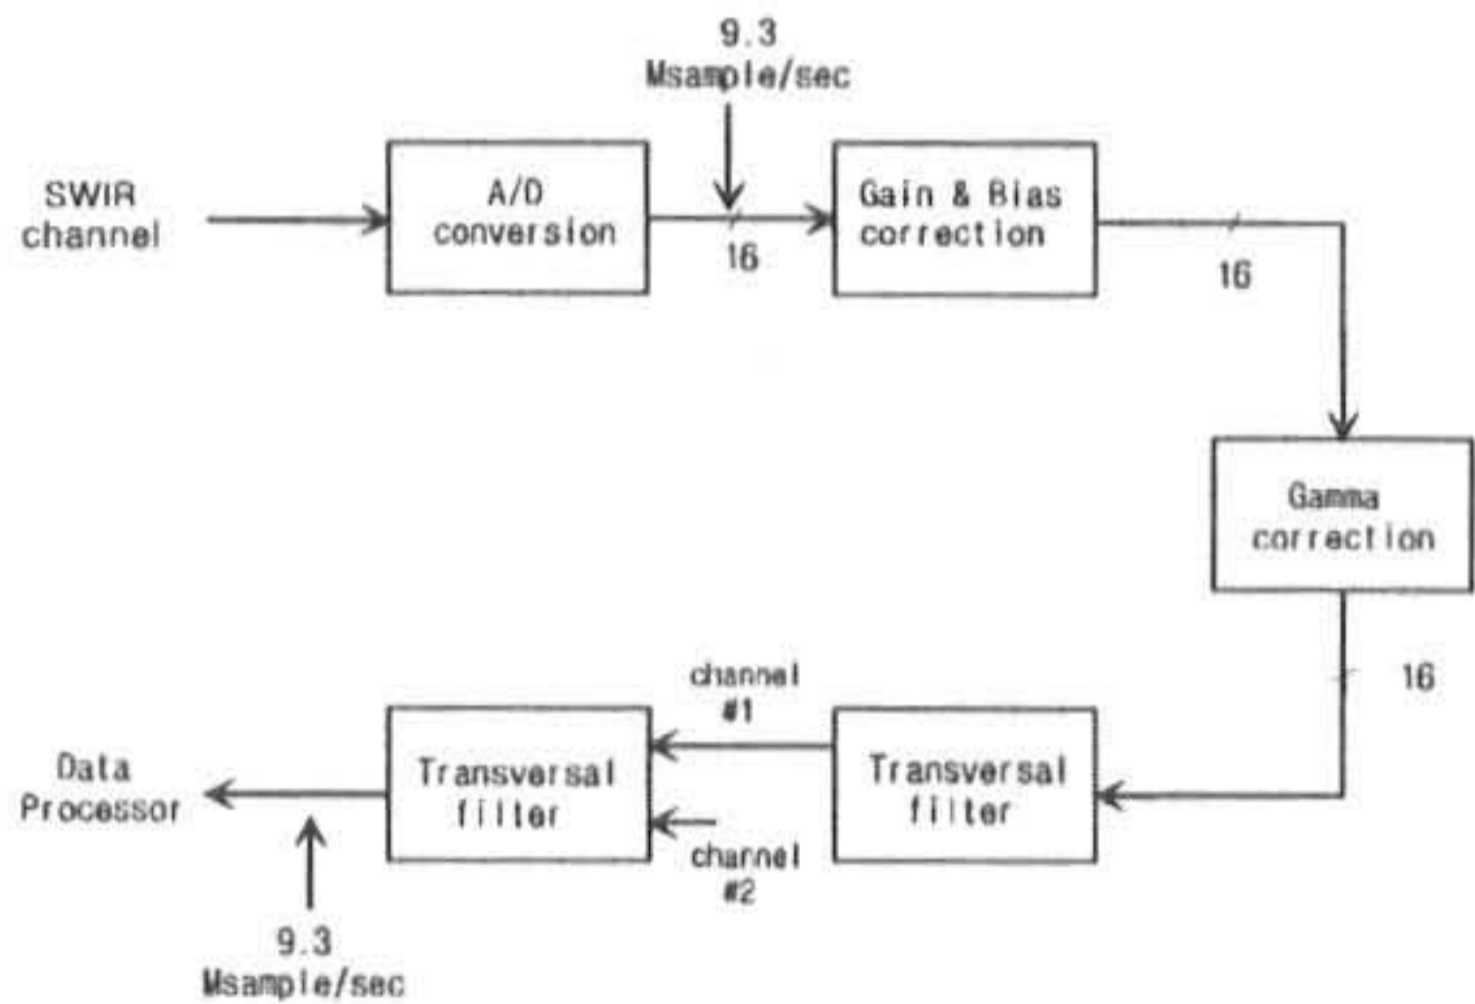 9.3
Msample/sec
SWIR
channel
A/D
conversion
16
Gain & Bias
correction
16
Gamma
correction
16
channel
#1
Transversal
filter
Transversal
filter
channel
#2
Data
Processor
9.3
Msample/sec